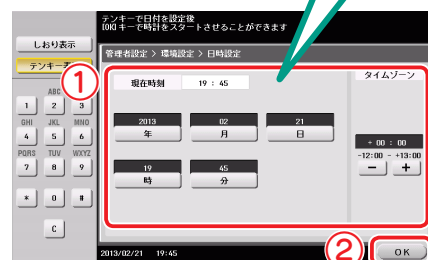 テンキーで日付を設定後
[OK]キーで時計をスタートさせることができます
しおり表示
管理者設定 > 環境設定 > 日時設定
テンキー
①
現在時刻 19 : 45
タイムゾーン
ABC
1 2 3
GHI JKL MNO
4 5 6
PQRS TUV WXYZ
7 8 9
* 0 #
C
2013 02 21
年 月 日
19 45
時 分
+ 00 : 00
-12:00 - +13:00
− +
2013/02/21 19:45
②
OK